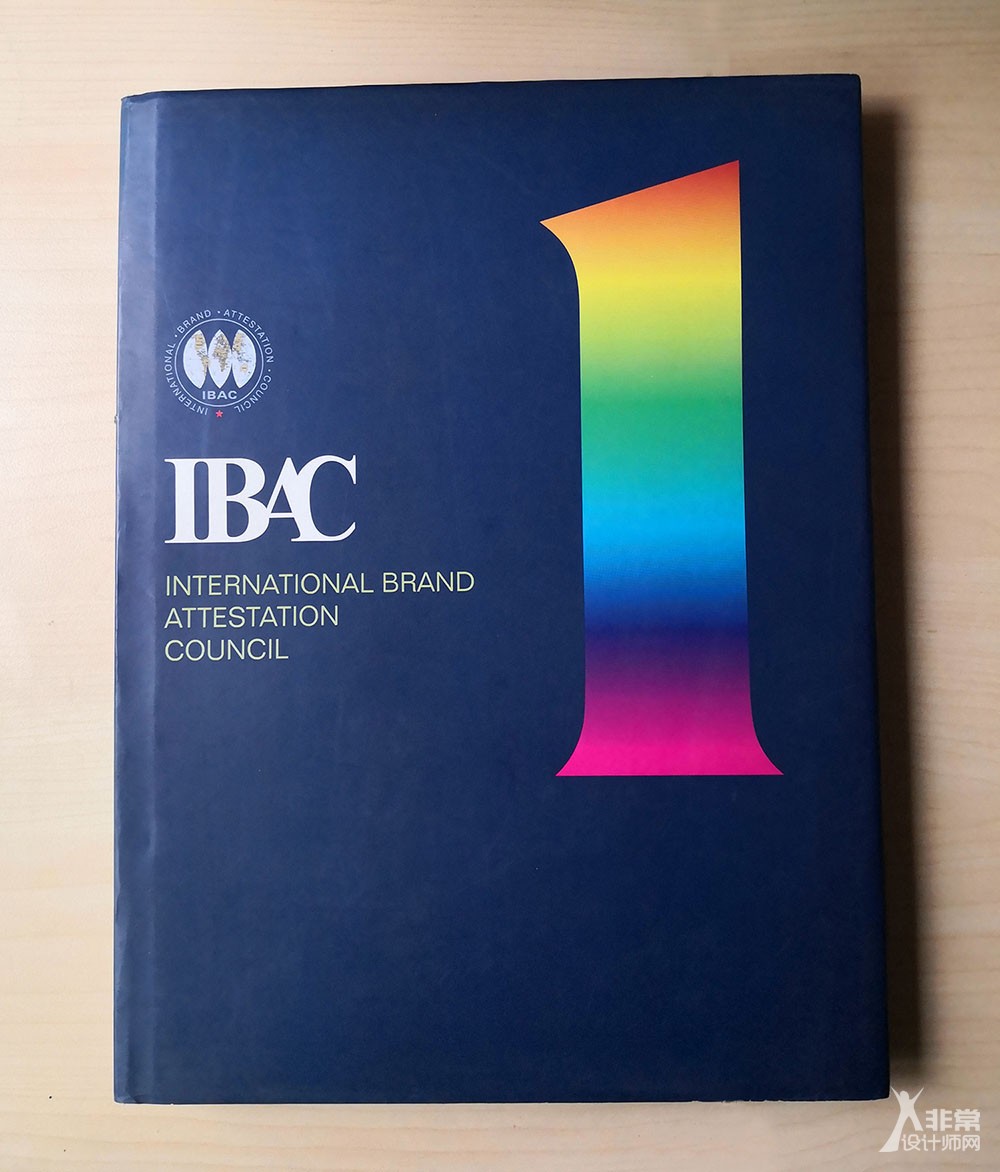 INTERNATIONAL · BRAND · ATTESTATION · COUNCIL
IBAC
IBAC
INTERNATIONAL BRAND
ATTESTATION
COUNCIL
1
非常
设计师网